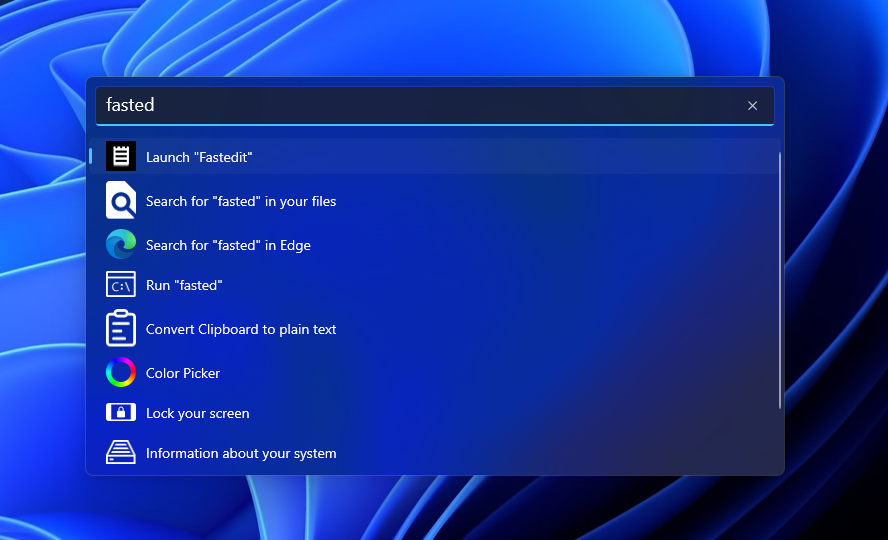 fasted
Launch "Fastedit"
Search for "fasted" in your files
Search for "fasted" in Edge
C:\
Run "fasted"
Convert Clipboard to plain text
Color Picker
Lock your screen
Information about your system